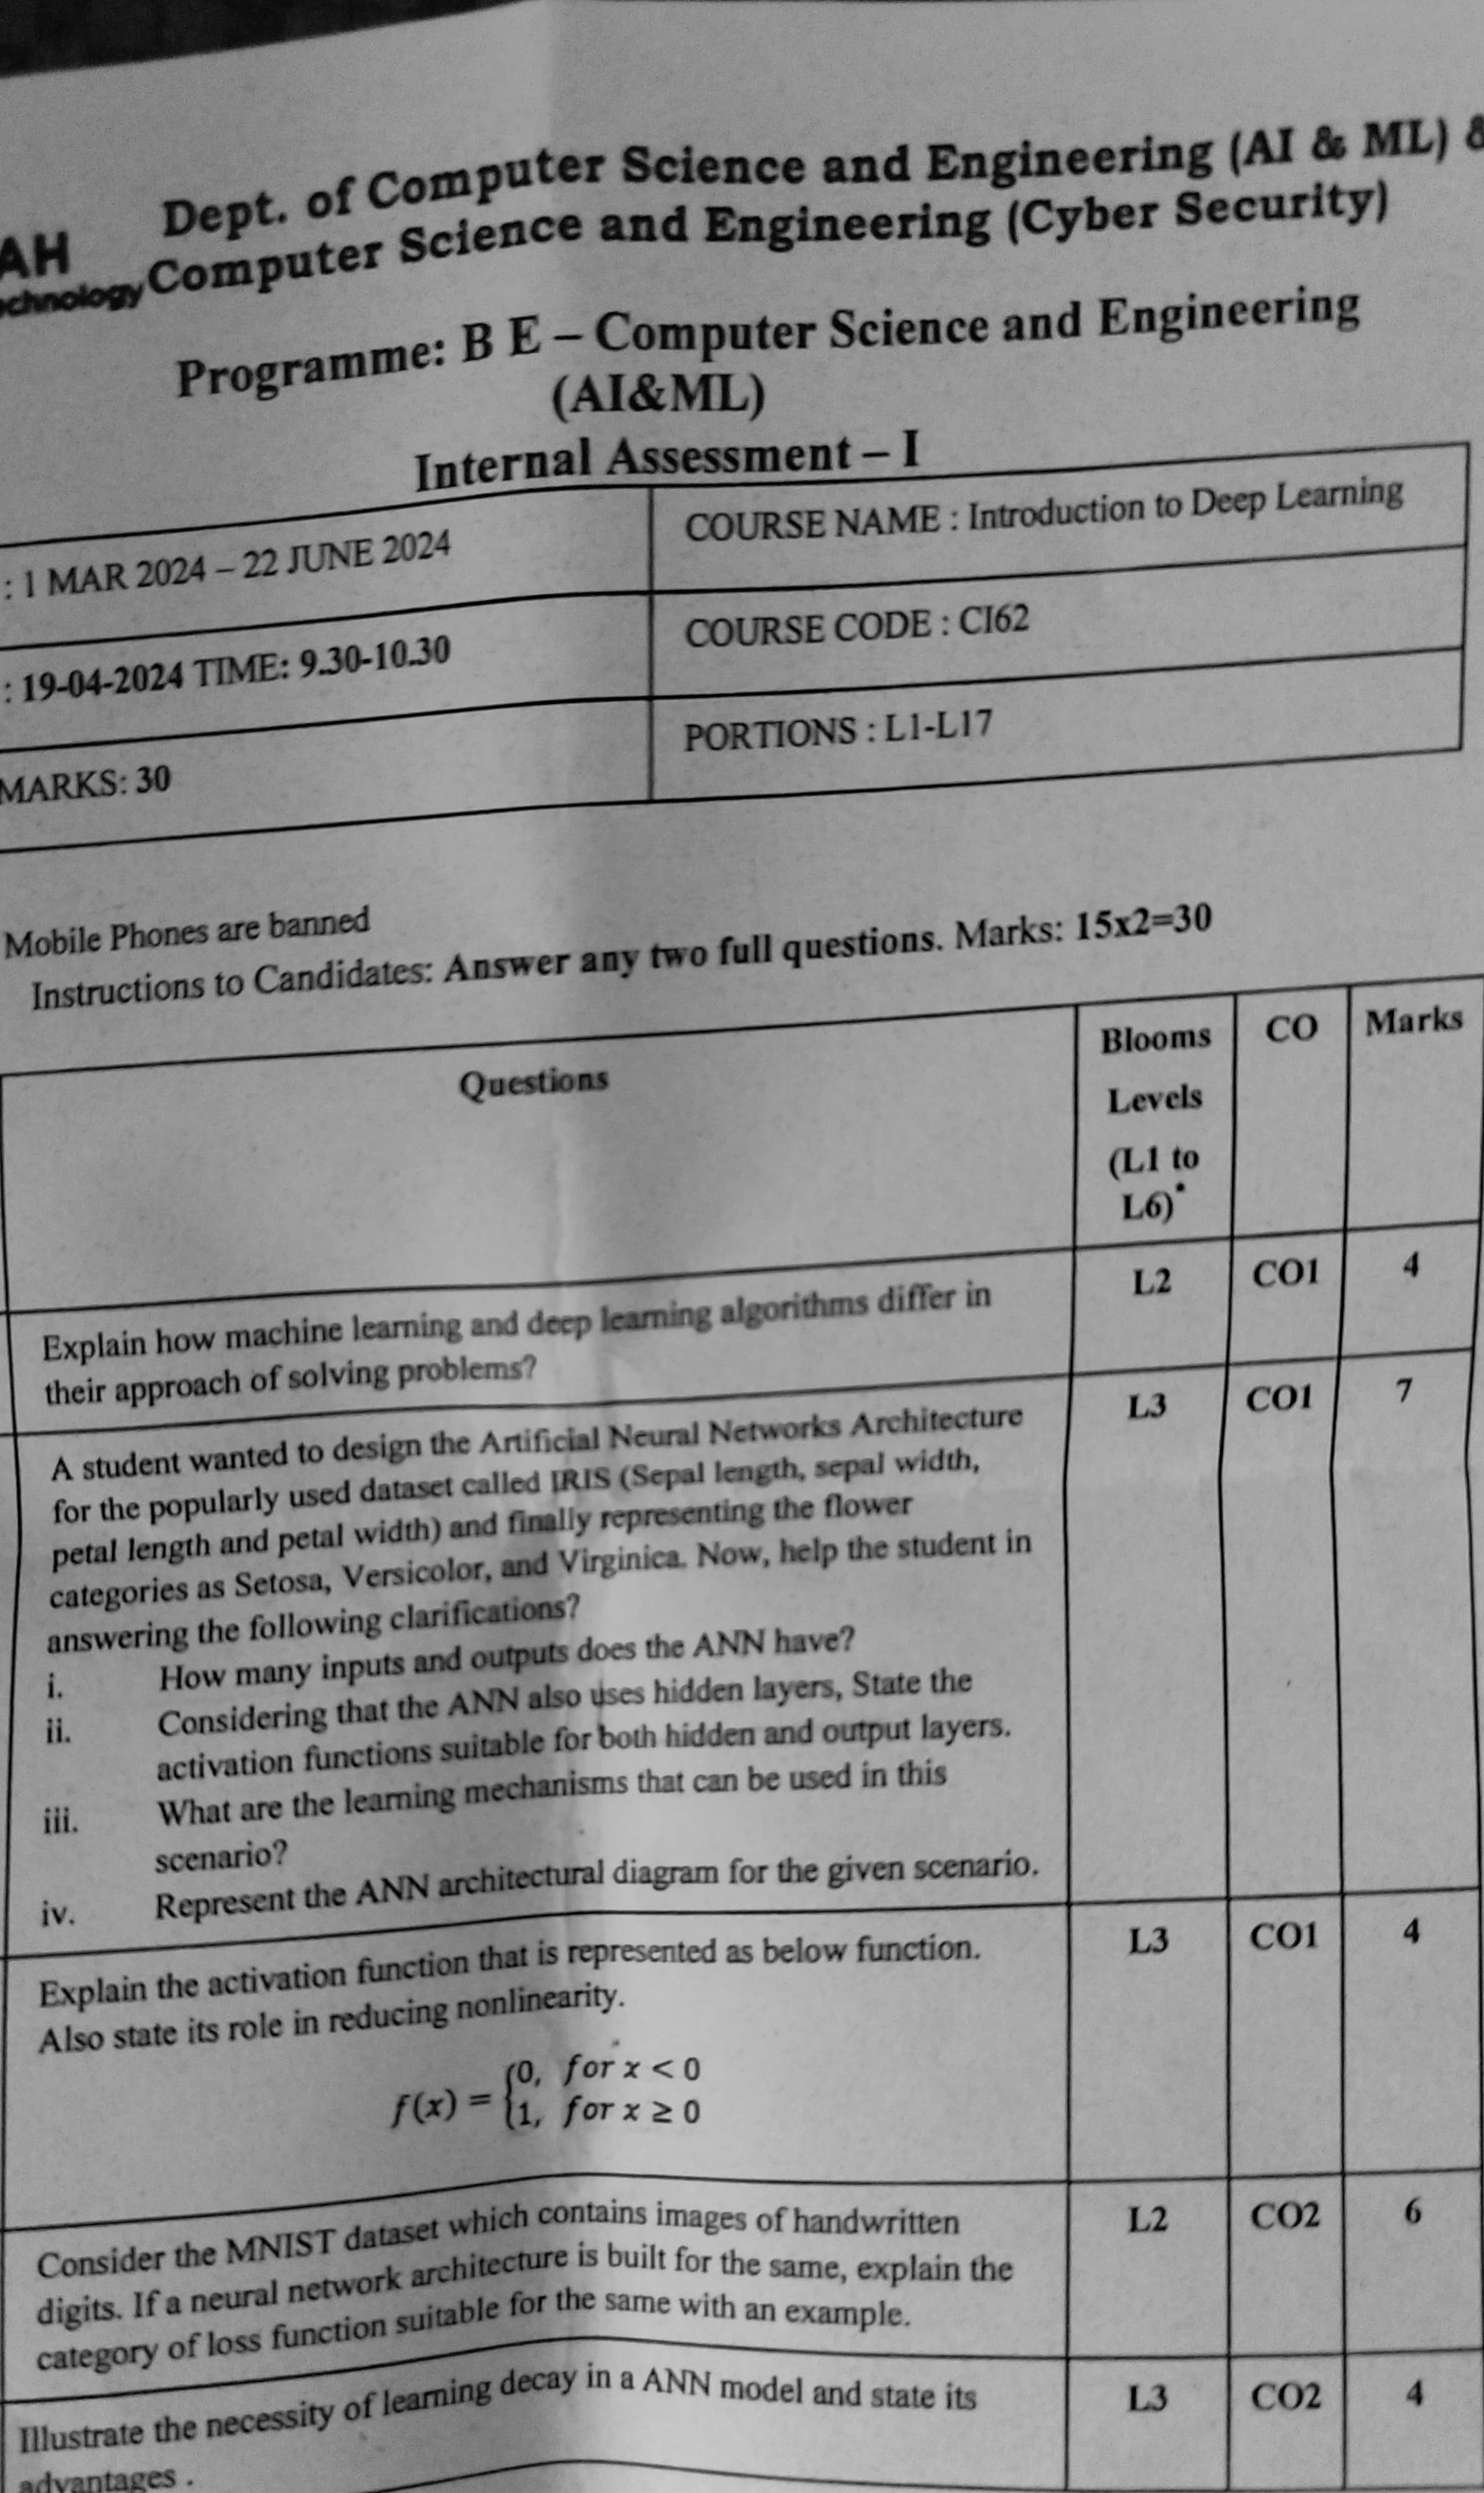 Dept. of Computer Science and Engineering (AI & ML) &
AH
Computer Science and Engineering (Cyber Security)
echnology
Programme: B E – Computer Science and Engineering
(AI&ML)
Internal Assessment – I
: 1 MAR 2024 – 22 JUNE 2024
COURSE NAME : Introduction to Deep Learning
: 19-04-2024 TIME: 9.30-10.30
COURSE CODE : CI62
MARKS: 30
PORTIONS : L1-L17
Mobile Phones are banned
Instructions to Candidates: Answer any two full questions. Marks: 15x2=30
Questions
Blooms
Levels
(L1 to
L6)*
CO
Marks
Explain how machine learning and deep learning algorithms differ in
their approach of solving problems?
L2
CO1
4
A student wanted to design the Artificial Neural Networks Architecture
for the popularly used dataset called IRIS (Sepal length, sepal width,
petal length and petal width) and finally representing the flower
categories as Setosa, Versicolor, and Virginica. Now, help the student in
answering the following clarifications?
i. How many inputs and outputs does the ANN have?
ii. Considering that the ANN also uses hidden layers, State the
activation functions suitable for both hidden and output layers.
iii. What are the learning mechanisms that can be used in this
scenario?
iv. Represent the ANN architectural diagram for the given scenario.
L3
CO1
7
Explain the activation function that is represented as below function.
Also state its role in reducing nonlinearity.
f(x) = {0, for x < 0
1, for x ≥ 0
L3
CO1
4
Consider the MNIST dataset which contains images of handwritten
digits. If a neural network architecture is built for the same, explain the
category of loss function suitable for the same with an example.
L2
CO2
6
Illustrate the necessity of learning decay in a ANN model and state its
advantages .
L3
CO2
4